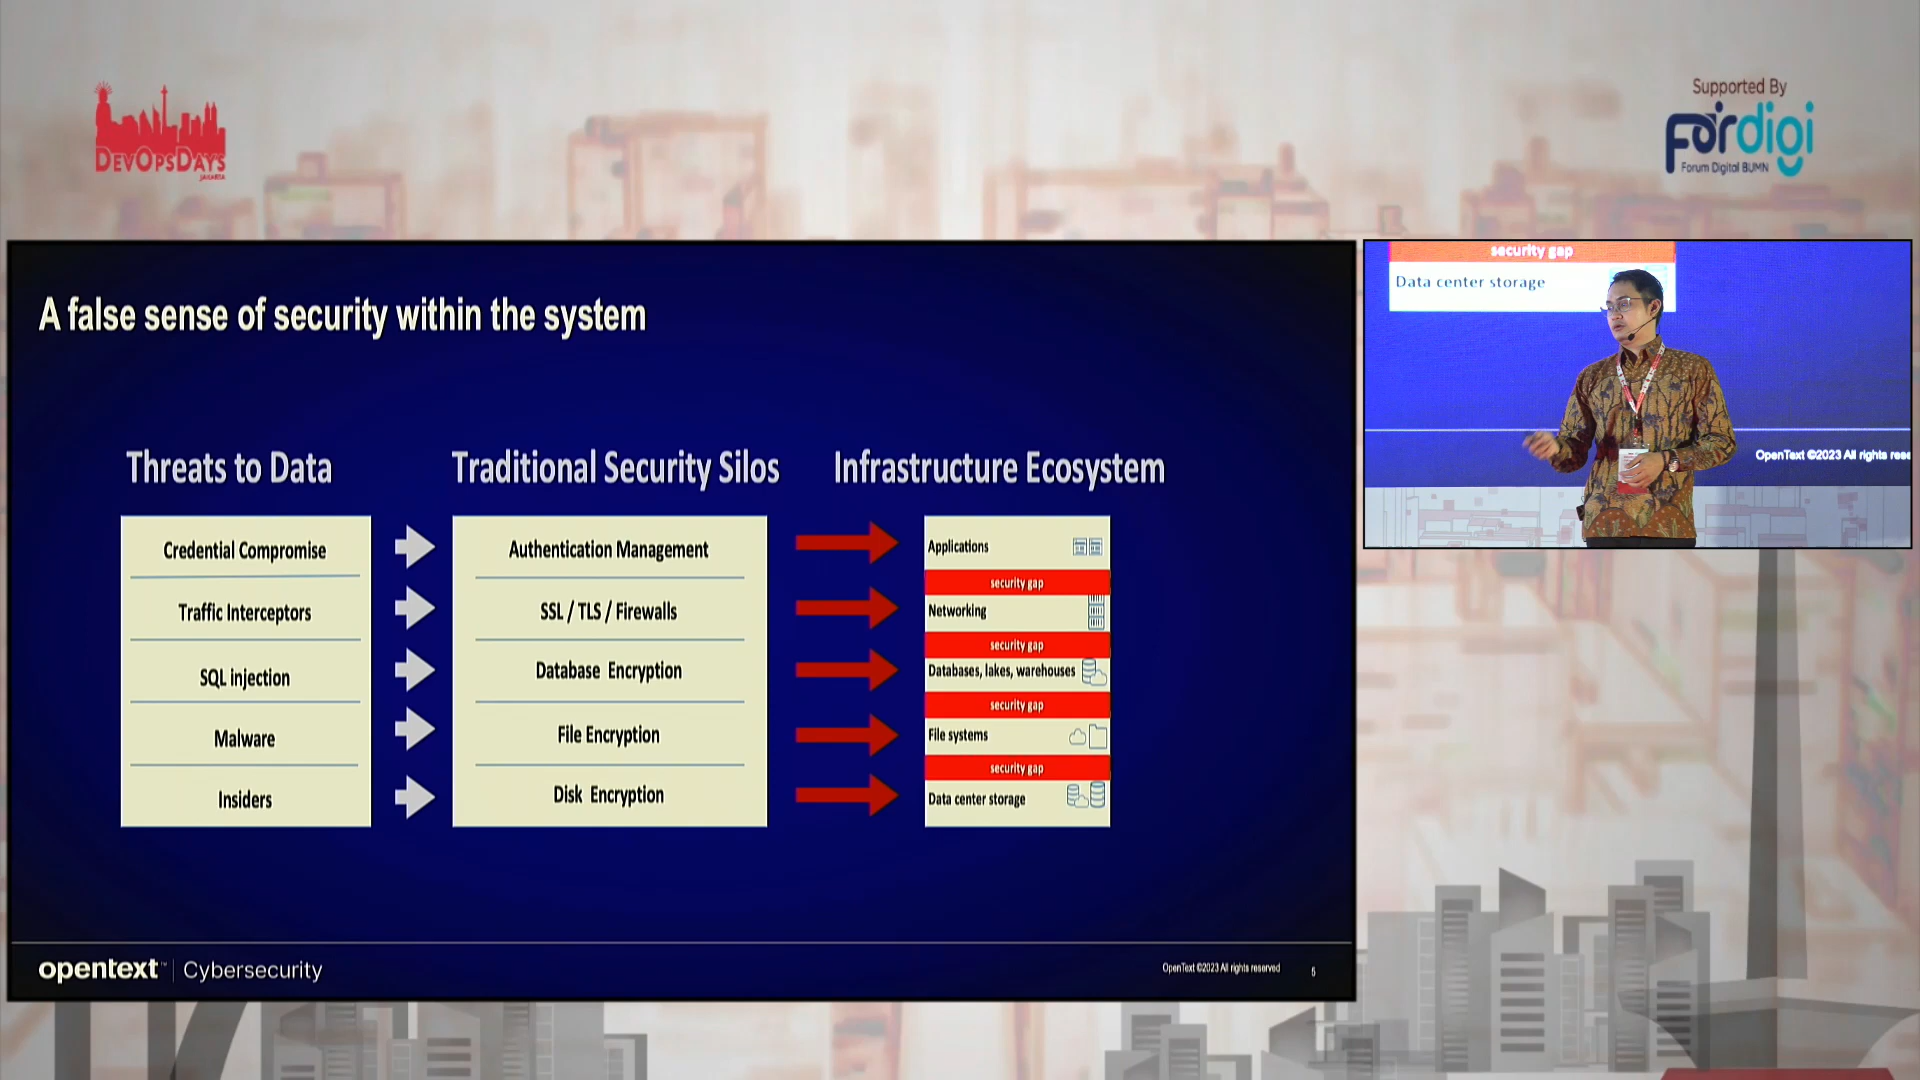 DEVOPSDAYS
JAKARTA
Supported By
Fordigi
Forum Digital BUMN
A false sense of security within the system
Threats to Data
Credential Compromise
Traffic Interceptors
SQL injection
Malware
Insiders
Traditional Security Silos
Authentication Management
SSL / TLS / Firewalls
Database Encryption
File Encryption
Disk Encryption
Infrastructure Ecosystem
Applications
security gap
Networking
security gap
Databases, lakes, warehouses
security gap
File systems
security gap
Data center storage
opentext™ | Cybersecurity
OpenText ©2023 All rights reserved
5
security gap
Data center storage
OpenText ©2023 All rights rese